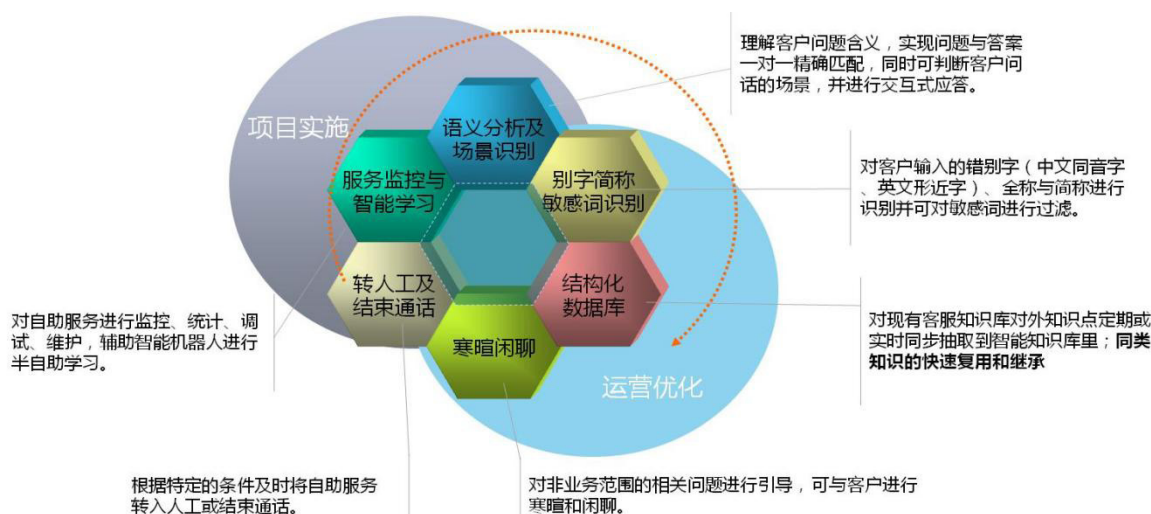 理解客户问题含义，实现问题与答案
一对一精确匹配，同时可判断客户问
话的场景，并进行交互式应答。
项目实施
语义分析及
场景识别
服务监控与
智能学习
别字简称
敏感词识别
对客户输入的错别字（中文同音字
、英文形近字）、全称与简称进行
识别并可对敏感词进行过滤。
转人工及
结束通话
结构化
数据库
对自助服务进行监控、统计、调
试、维护，辅助智能机器人进行
半自助学习。
对现有客服知识库对外知识点定期或
实时同步抽取到智能知识库里；同类
知识的快速复用和继承
寒暄闲聊
运营优化
根据特定的条件及时将自助服务
转入人工或结束通话。
对非业务范围的相关问题进行引导，可与客户进行
寒暄和闲聊。